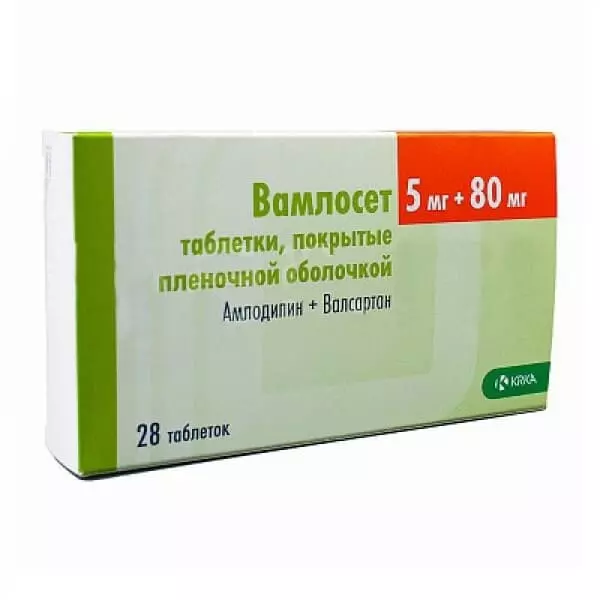 Вамлосет
5 мг + 80 мг
таблетки, покрытые
пленочной оболочкой
Амлодипин + Валсартан
KRKA
28 таблеток